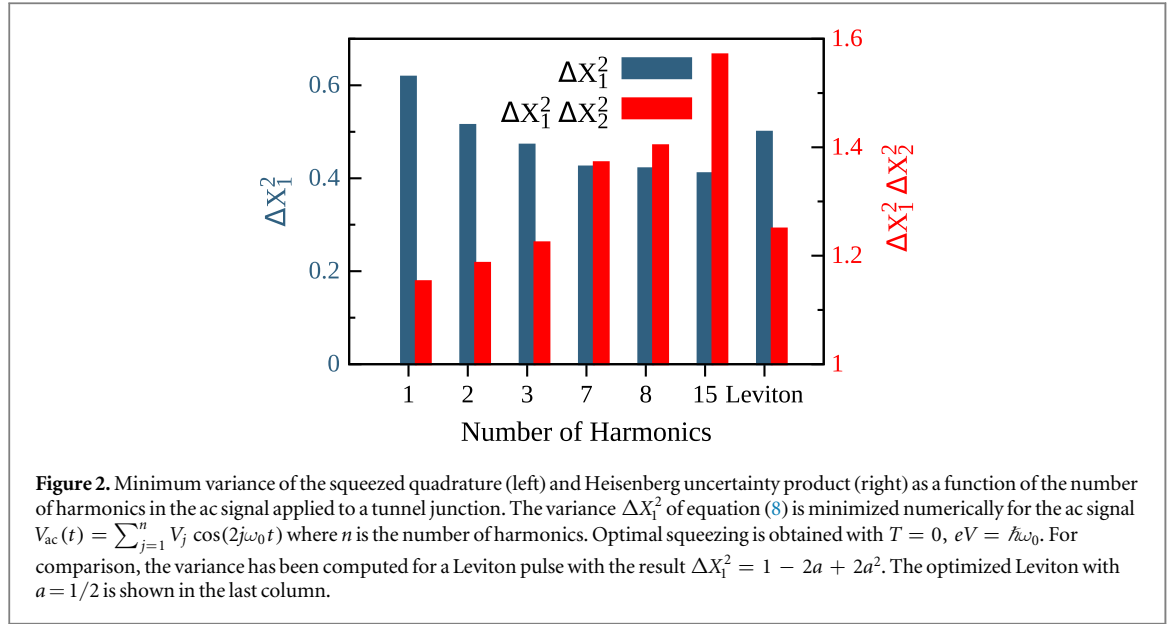 1.6
ΔX₁²
0.6
ΔX₁² ΔX₂²
1.4
0.4
ΔX₁²
ΔX₁² ΔX₂²
0.2
1.2
0
1
1 2 3 7 8 15 Leviton
Number of Harmonics
Figure 2. Minimum variance of the squeezed quadrature (left) and Heisenberg uncertainty product (right) as a function of the number
of harmonics in the ac signal applied to a tunnel junction. The variance ΔX₁² of equation (8) is minimized numerically for the ac signal
V_ac(t) = ∑_{j=1}^{n} V_j cos(2jω₀t) where n is the number of harmonics. Optimal squeezing is obtained with T = 0, eV = ℏω₀. For
comparison, the variance has been computed for a Leviton pulse with the result ΔX₁² = 1 − 2a + 2a². The optimized Leviton with
a = 1/2 is shown in the last column.